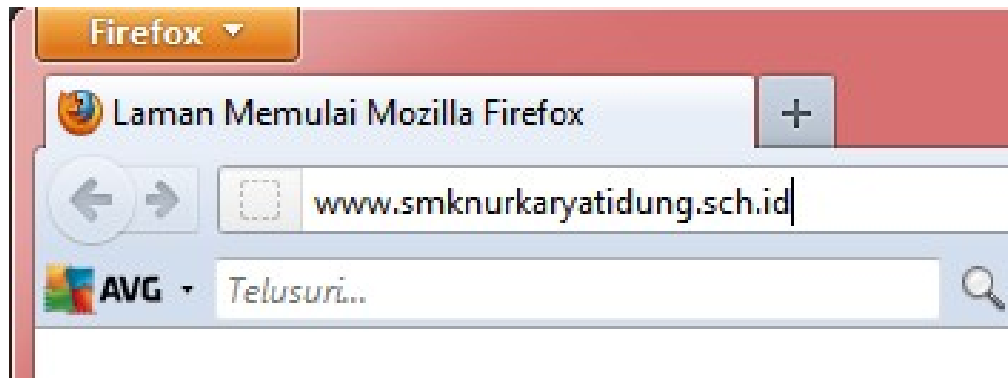 Firefox
Laman Memulai Mozilla Firefox
www.smknurkaryatidung.sch.id
AVG Telusuri...